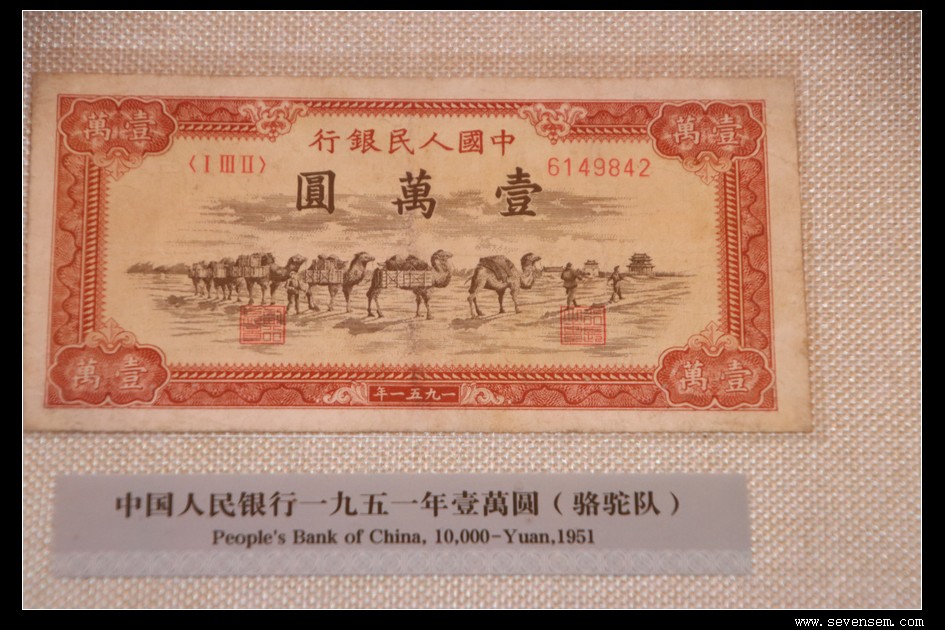 壹萬
壹萬
中國人民銀行
〈I III II〉
6149842
壹萬圓
壹萬
壹萬
一九五一年
中国人民银行一九五一年壹萬圆（骆驼队）
People's Bank of China, 10,000-Yuan,1951
www.sevensem.com